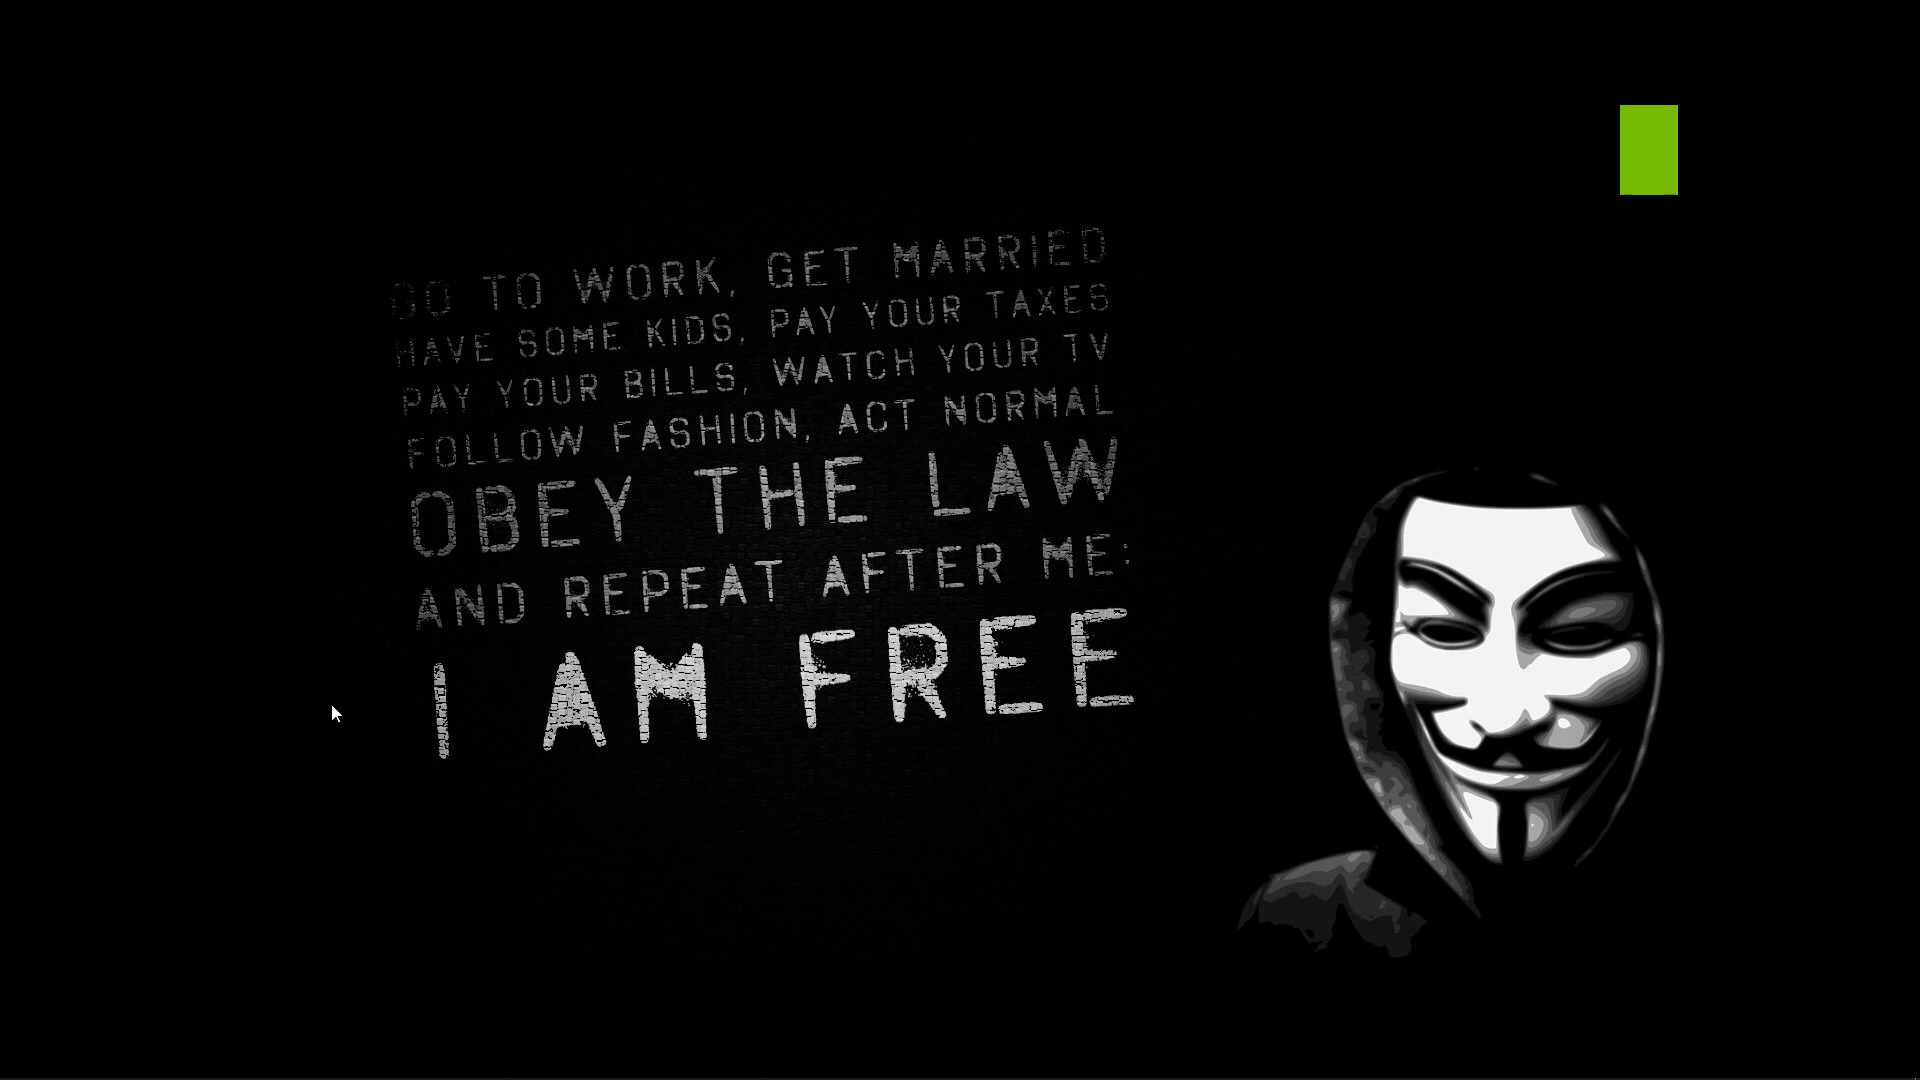 GO TO WORK, GET MARRIED
HAVE SOME KIDS, PAY YOUR TAXES
PAY YOUR BILLS, WATCH YOUR TV
FOLLOW FASHION, ACT NORMAL
OBEY THE LAW
AND REPEAT AFTER ME:
I AM FREE